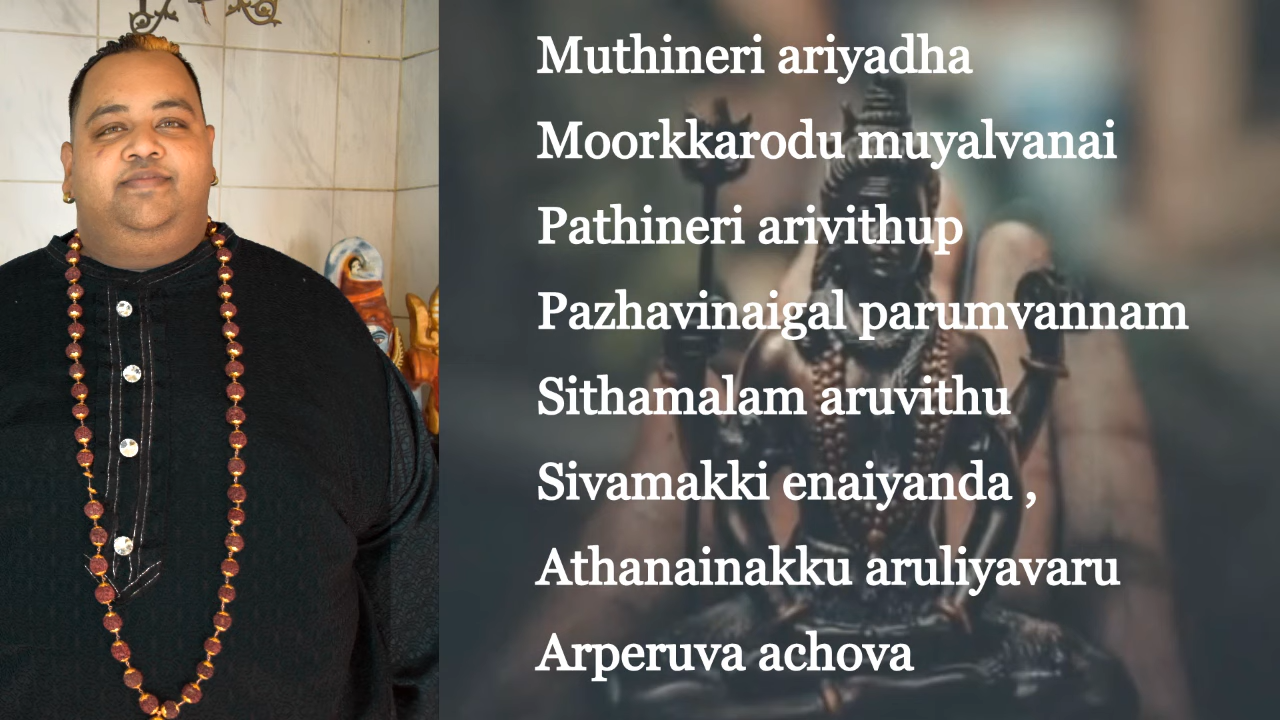 Muthineri ariyadha
Moorkkarodu muyalvanai
Pathineri arivithup
Pazhavinaigal parumvannam
Sithamalam aruvithu
Sivamakki enaiyanda ,
Athanainakku aruliyavaru
Arperuva achova